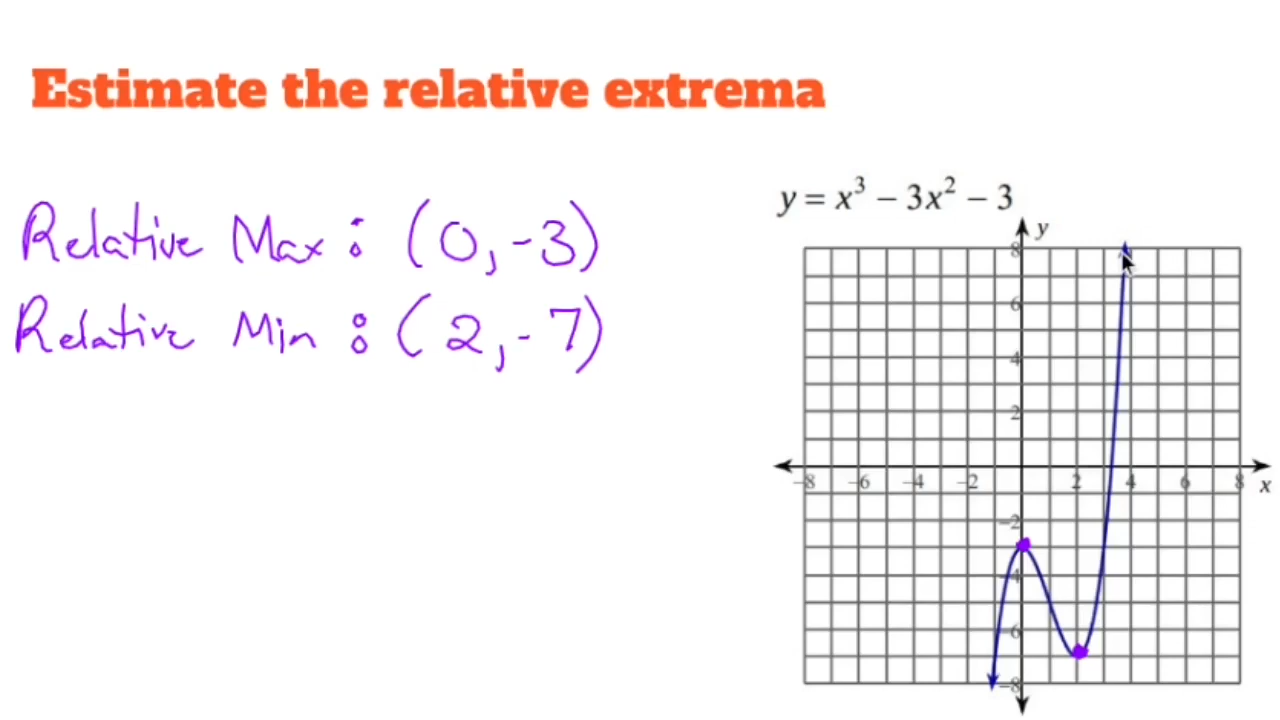 Estimate the relative extrema
Relative Max : (0, -3)
Relative Min : (2, -7)
y = x³ − 3x² − 3
y
8
6
4
2
−8 −6 −4 −2 2 4 6 8 x
−2
−4
−6
−8